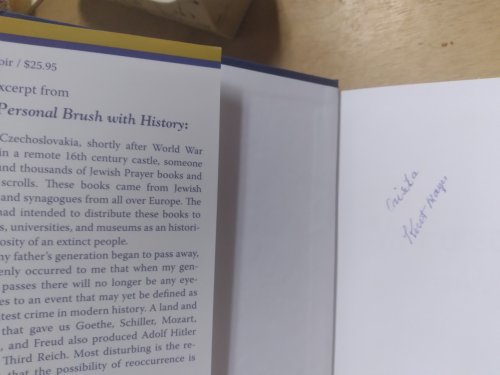 oir / $25.95
xcerpt from
Personal Brush with History:
Czechoslovakia, shortly after World War
in a remote 16th century castle, someone
und thousands of Jewish Prayer books and
scrolls. These books came from Jewish
and synagogues from all over Europe. The
had intended to distribute these books to
s, universities, and museums as an histori-
osity of an extinct people.
ny father's generation began to pass away,
enly occurred to me that when my gen-
passes there will no longer be any eye-
es to an event that may yet be defined as
test crime in modern history. A land and
that gave us Goethe, Schiller, Mozart,
, and Freud also produced Adolf Hitler
Third Reich. Most disturbing is the re-
that the possibility of reoccurrence is